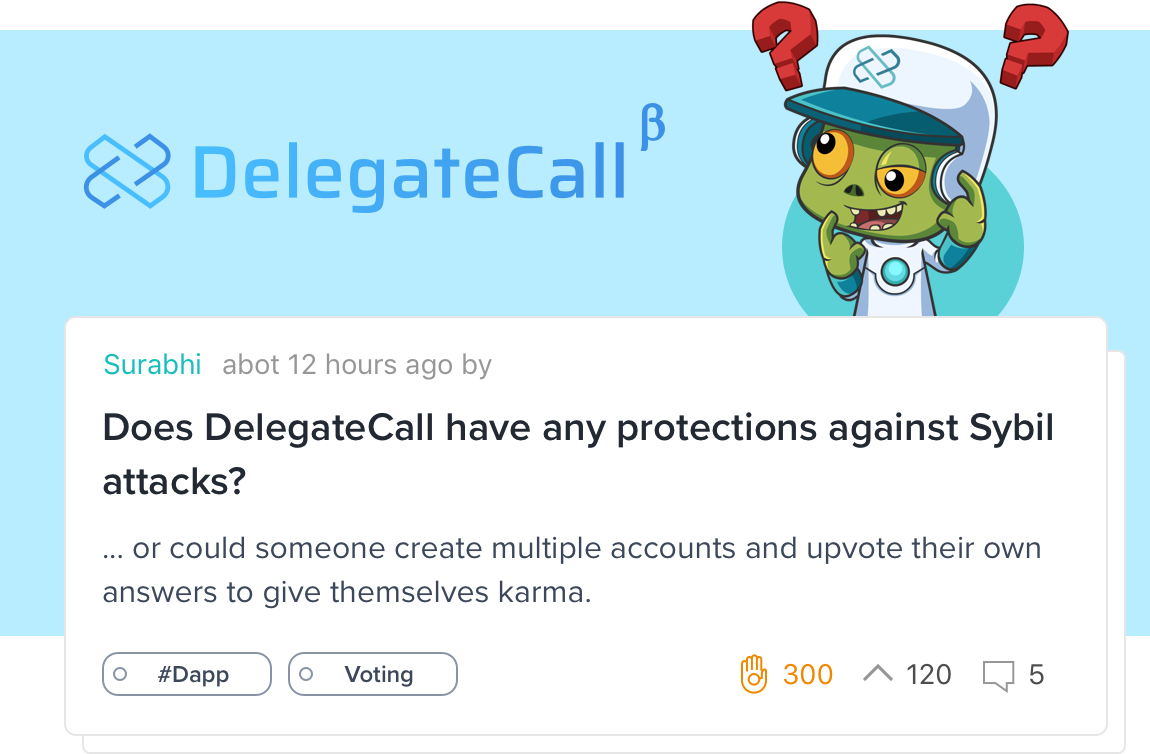 DelegateCall β
Surabhi abot 12 hours ago by
Does DelegateCall have any protections against Sybil
attacks?
... or could someone create multiple accounts and upvote their own
answers to give themselves karma.
#Dapp Voting 300 120 5